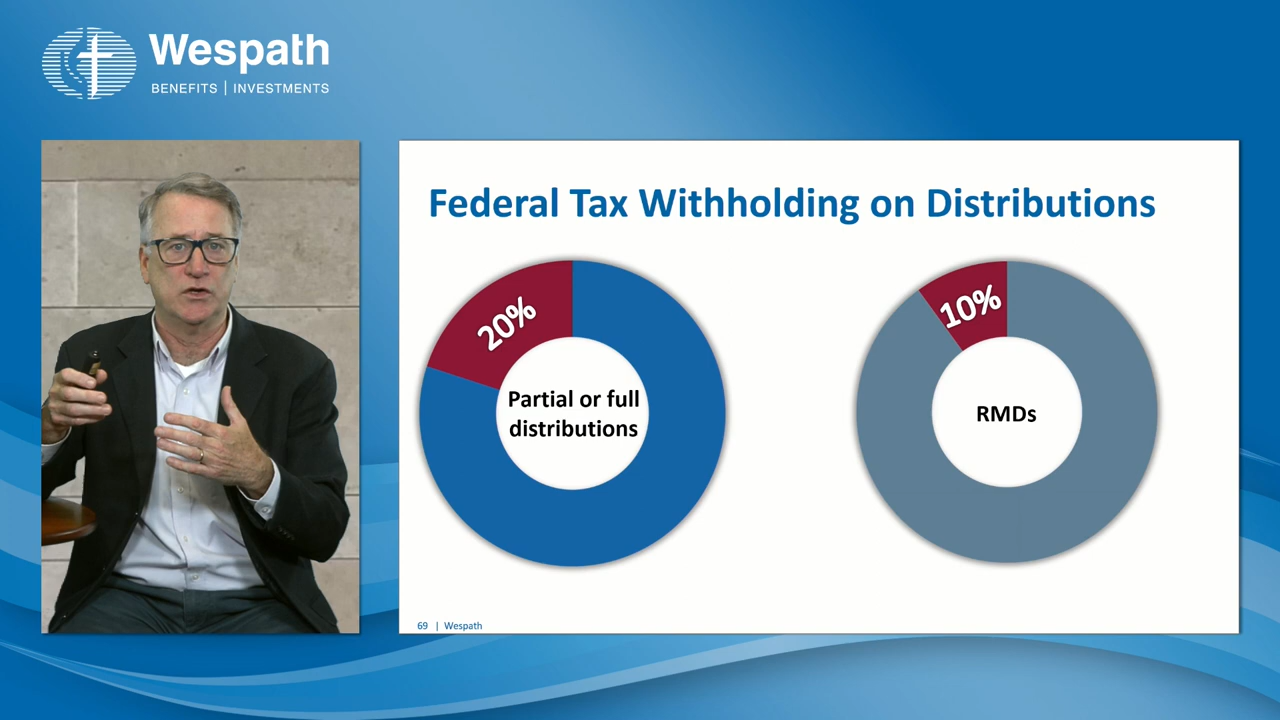 Wespath
BENEFITS | INVESTMENTS
Federal Tax Withholding on Distributions
20%
Partial or full
distributions
10%
RMDs
69 | Wespath